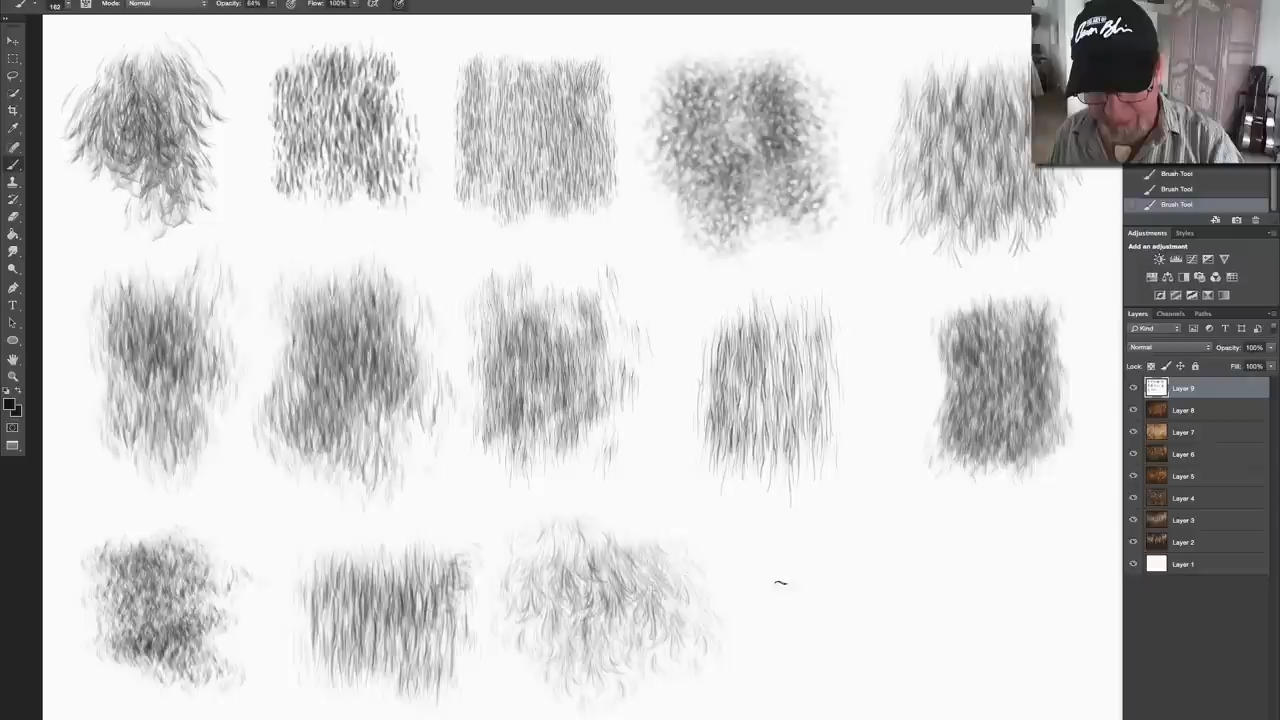 162 Mode: Normal Opacity: 64% Flow: 100%
Brush Tool
Brush Tool
Brush Tool
Adjustments Styles
Add an adjustment
Layers Channels Paths
Kind
Normal Opacity: 100%
Lock: Fill: 100%
Layer 9
Layer 8
Layer 7
Layer 6
Layer 5
Layer 4
Layer 3
Layer 2
Layer 1